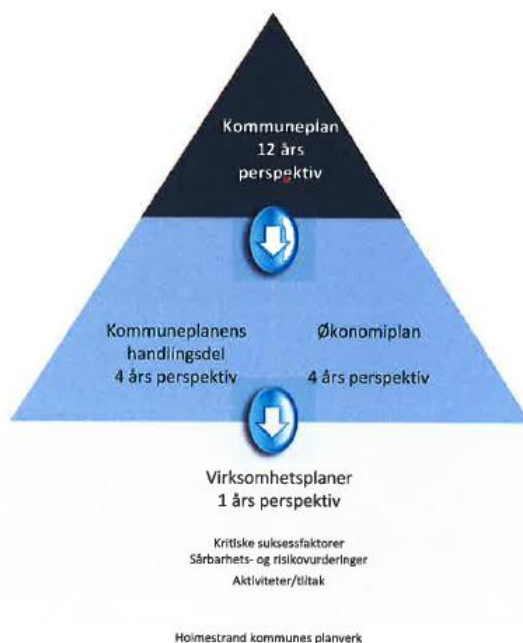 Kommuneplan
12 års
perspektiv
Kommuneplanens
handlingsdel
4 års perspektiv
Økonomiplan
4 års perspektiv
Virksomhetsplaner
1 års perspektiv
Kritiske suksessfaktorer
Sårbarhets- og risikovurderinger
Aktiviteter/tiltak
Holmestrand kommunes planverk